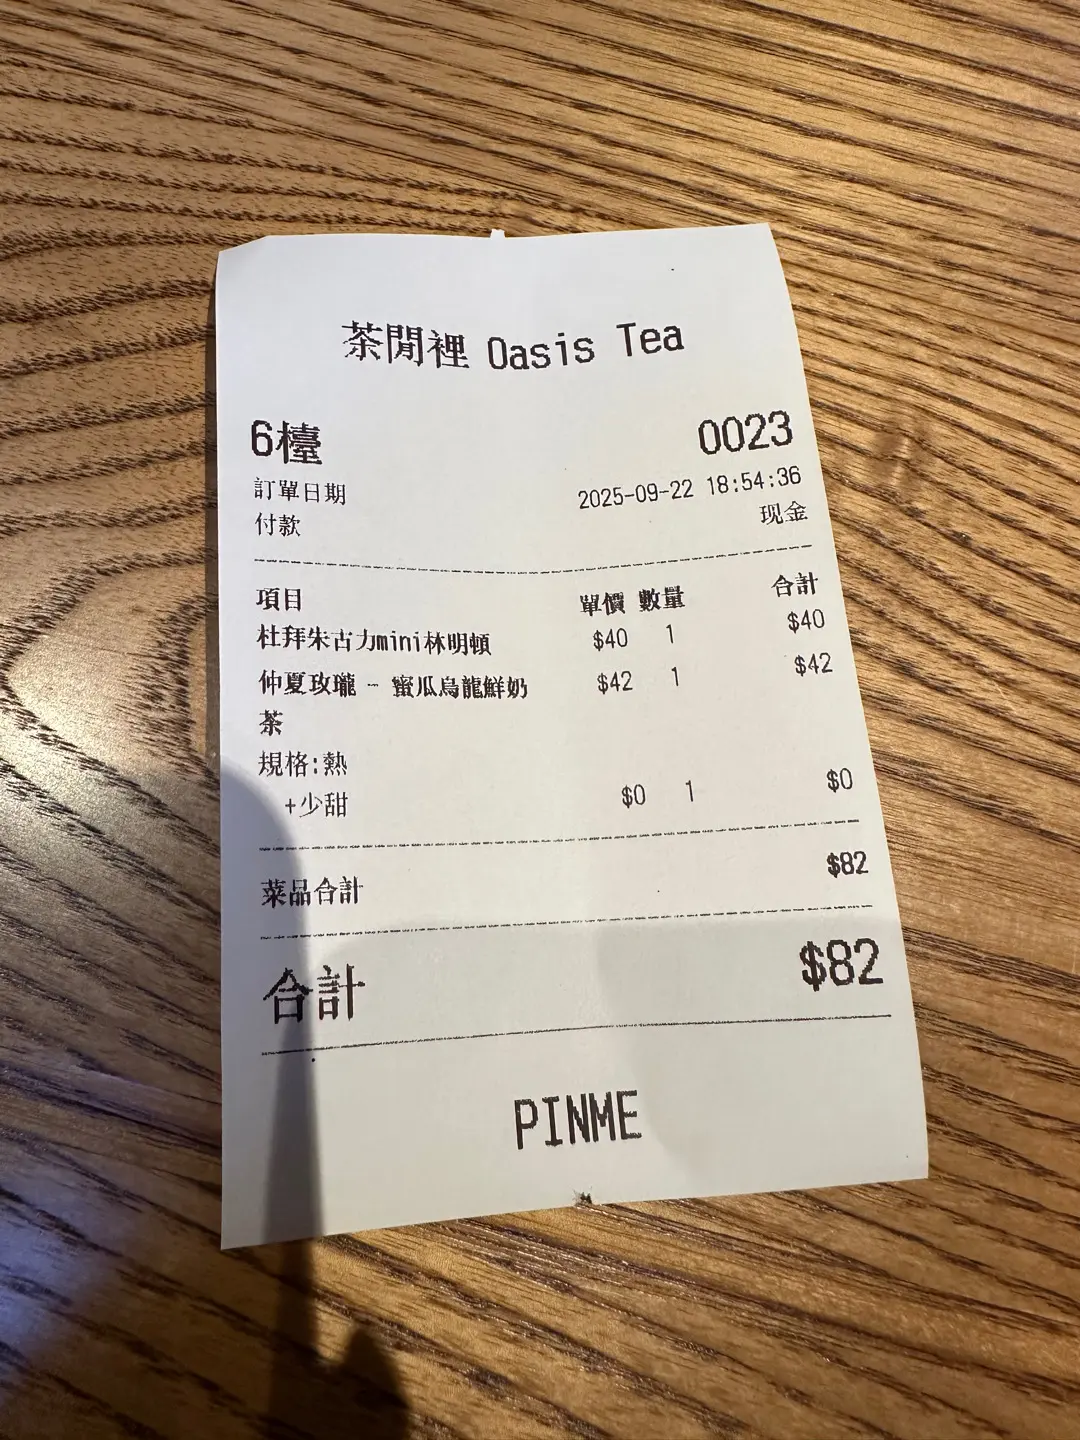 茶閒裡 Oasis Tea
6檯 0023
訂單日期 2025-09-22 18:54:36
付款 现金
項目 單價 數量 合計
杜拜朱古力mini林明頓 $40 1 $40
仲夏玫瓏 - 蜜瓜烏龍鮮奶 $42 1 $42
茶
規格:熱
+少甜 $0 1 $0
菜品合計 $82
合計 $82
PINME